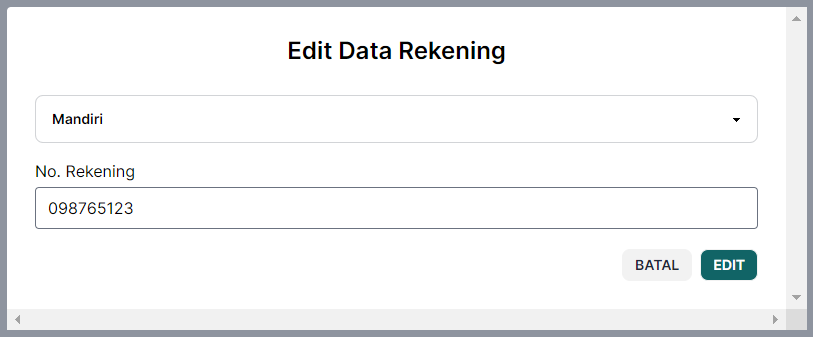 Edit Data Rekening
Mandiri
No. Rekening
098765123
BATAL EDIT